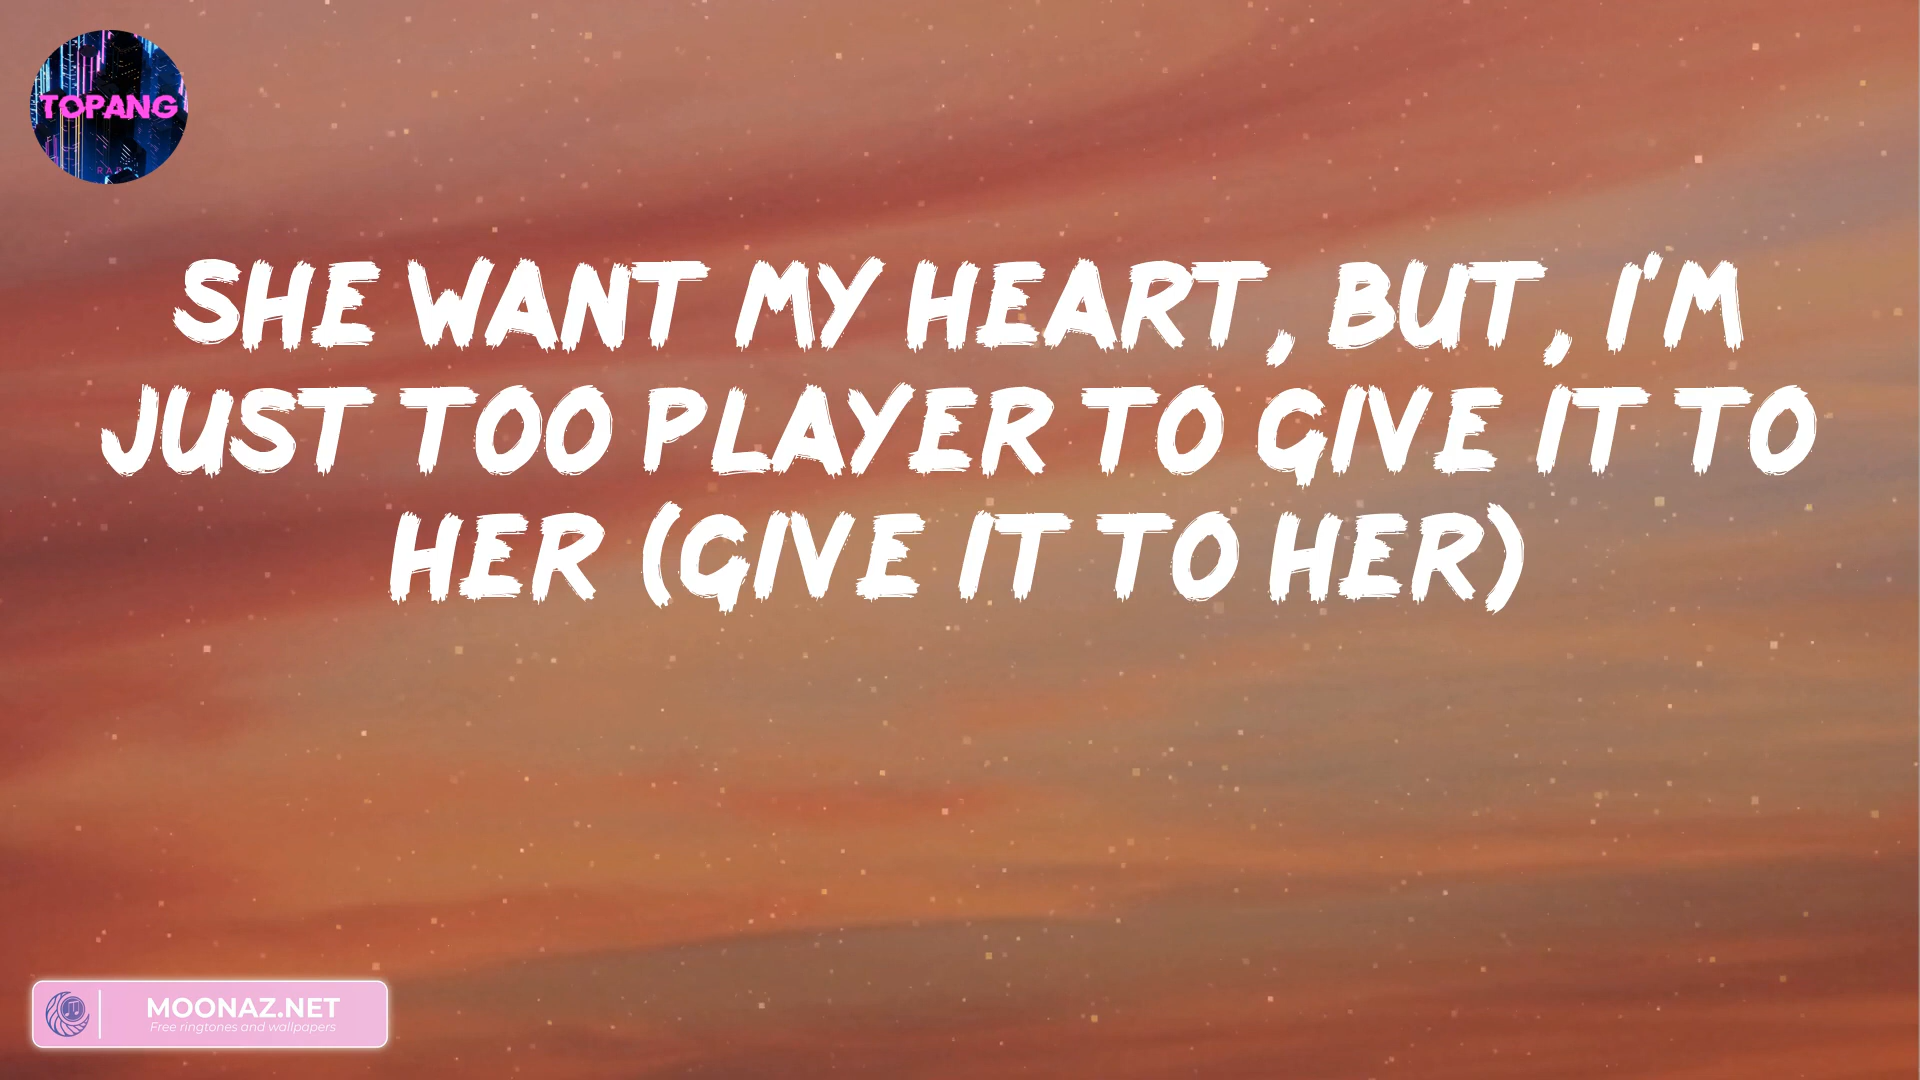 TOPANG
RAP
SHE WANT MY HEART, BUT, I'M
JUST TOO PLAYER TO GIVE IT TO
HER (GIVE IT TO HER)
MOONAZ.NET
Free ringtones and wallpapers